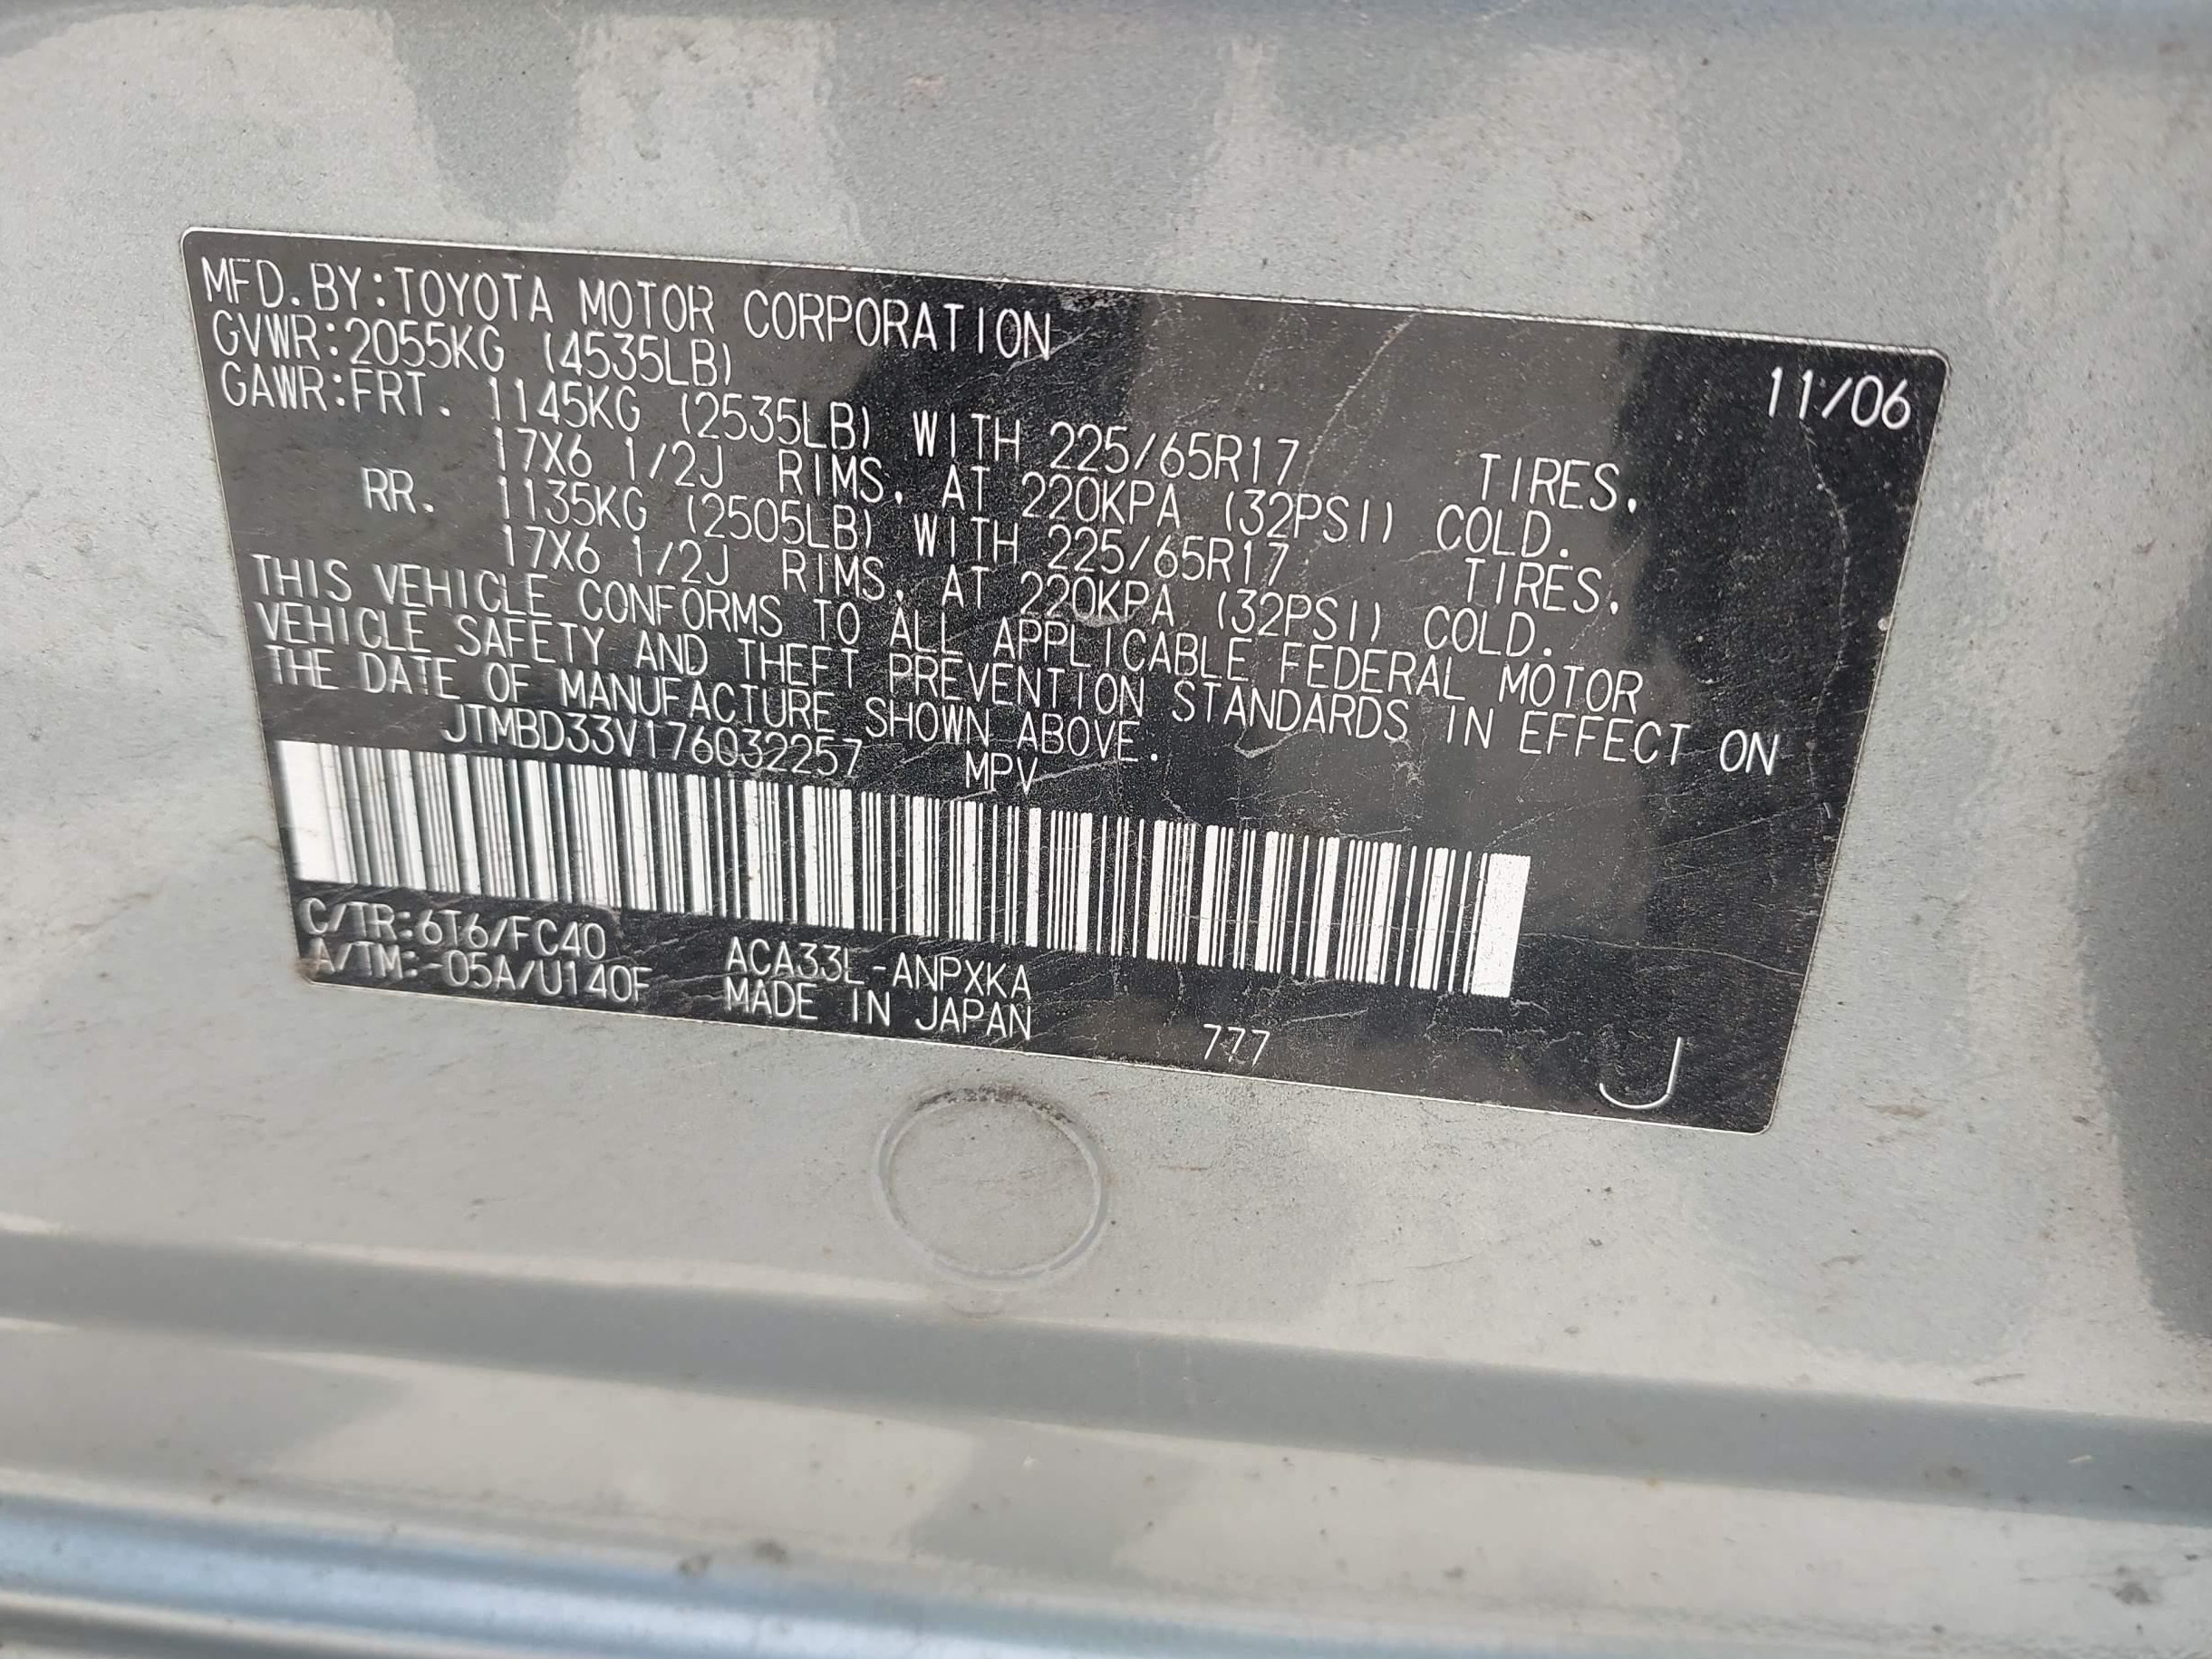 MFD.BY:TOYOTA MOTOR CORPORATION 11/06
GVWR:2055KG (4535LB)
GAWR:FRT. 1145KG (2535LB) WITH 225/65R17 TIRES,
17X6 1/2J RIMS, AT 220KPA (32PSI) COLD.
RR. 1135KG (2505LB) WITH 225/65R17 TIRES,
17X6 1/2J RIMS, AT 220KPA (32PSI) COLD.
THIS VEHICLE CONFORMS TO ALL APPLICABLE FEDERAL MOTOR
VEHICLE SAFETY AND THEFT PREVENTION STANDARDS IN EFFECT ON
THE DATE OF MANUFACTURE SHOWN ABOVE.
JTMBD33V176032257 MPV
C/TR:6T6/FC40 ACA33L-ANPXKA
A/TM:-05A/U140F MADE IN JAPAN 777 J